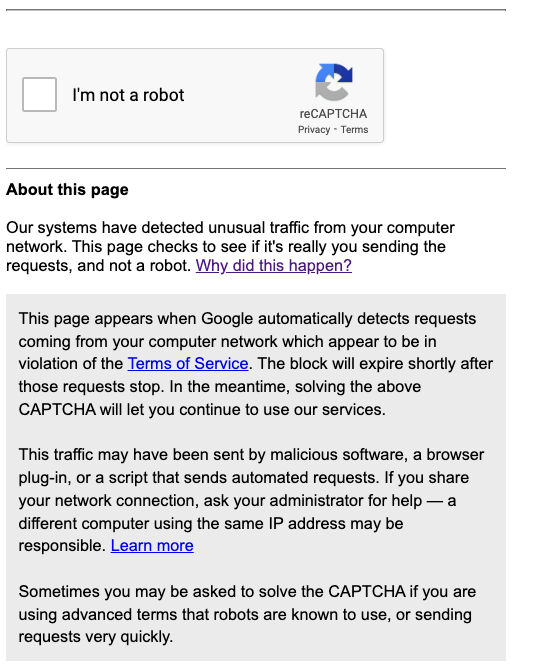 I'm not a robot
reCAPTCHA
Privacy - Terms
About this page
Our systems have detected unusual traffic from your computer
network. This page checks to see if it's really you sending the
requests, and not a robot. Why did this happen?
This page appears when Google automatically detects requests
coming from your computer network which appear to be in
violation of the Terms of Service. The block will expire shortly after
those requests stop. In the meantime, solving the above
CAPTCHA will let you continue to use our services.
This traffic may have been sent by malicious software, a browser
plug-in, or a script that sends automated requests. If you share
your network connection, ask your administrator for help — a
different computer using the same IP address may be
responsible. Learn more
Sometimes you may be asked to solve the CAPTCHA if you are
using advanced terms that robots are known to use, or sending
requests very quickly.